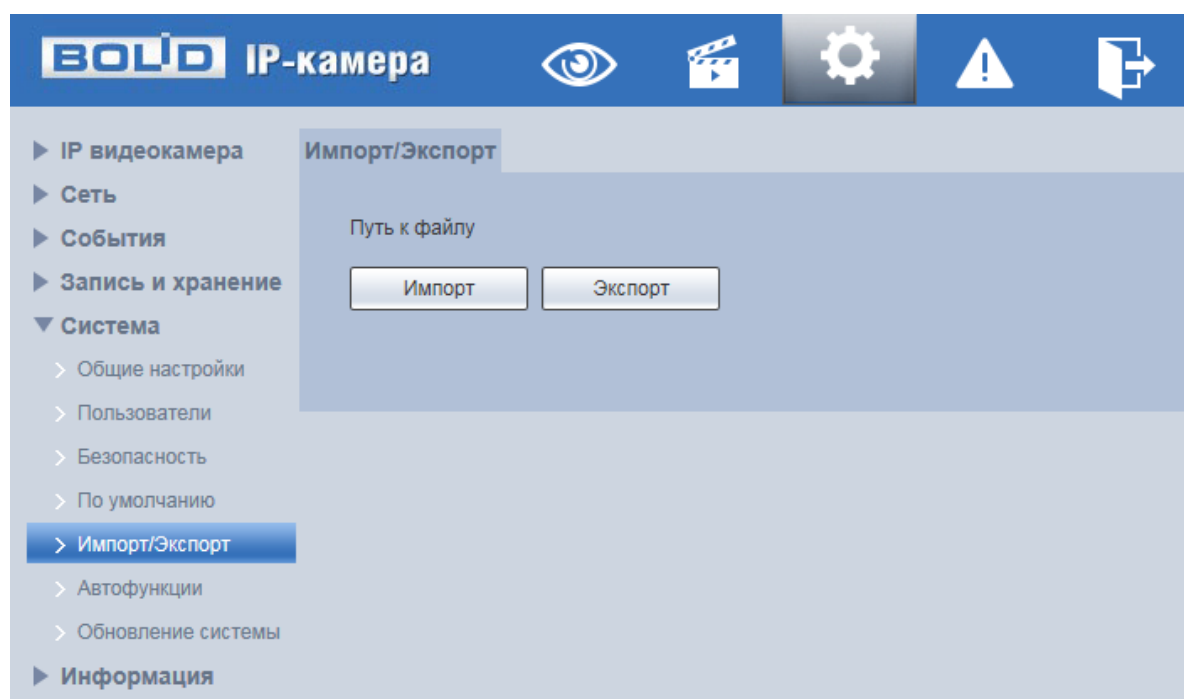 BOLID IP-камера
IP видеокамера
Сеть
События
Запись и хранение
Система
Общие настройки
Пользователи
Безопасность
По умолчанию
Импорт/Экспорт
Автофункции
Обновление системы
Информация
Импорт/Экспорт
Путь к файлу
Импорт Экспорт